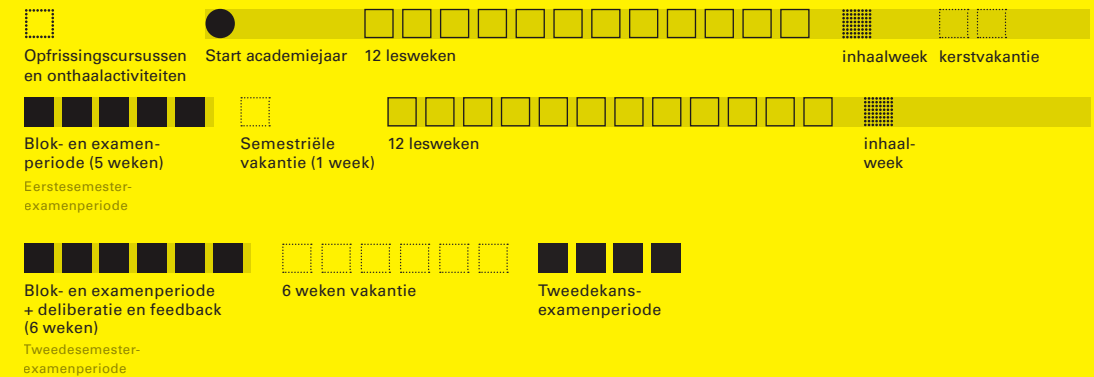 Opfrissingscursussen
en onthaalactiviteiten
Start academiejaar
12 lesweken
inhaalweek
kerstvakantie
Blok- en examen-
periode (5 weken)
Eerstesemester-
examenperiode
Semestriële
vakantie (1 week)
12 lesweken
inhaal-
week
Blok- en examenperiode
+ deliberatie en feedback
(6 weken)
Tweedesemester-
examenperiode
6 weken vakantie
Tweedekans-
examenperiode